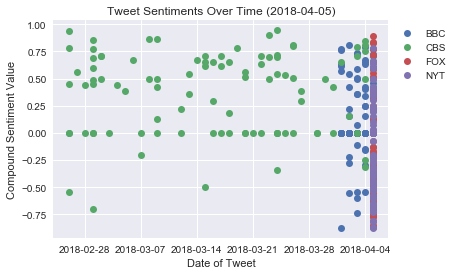 Tweet Sentiments Over Time (2018-04-05)
Compound Sentiment Value
1.00
0.75
0.50
0.25
0.00
−0.25
−0.50
−0.75
2018-02-28
2018-03-07
2018-03-14
2018-03-21
2018-03-28
2018-04-04
Date of Tweet
BBC
CBS
FOX
NYT